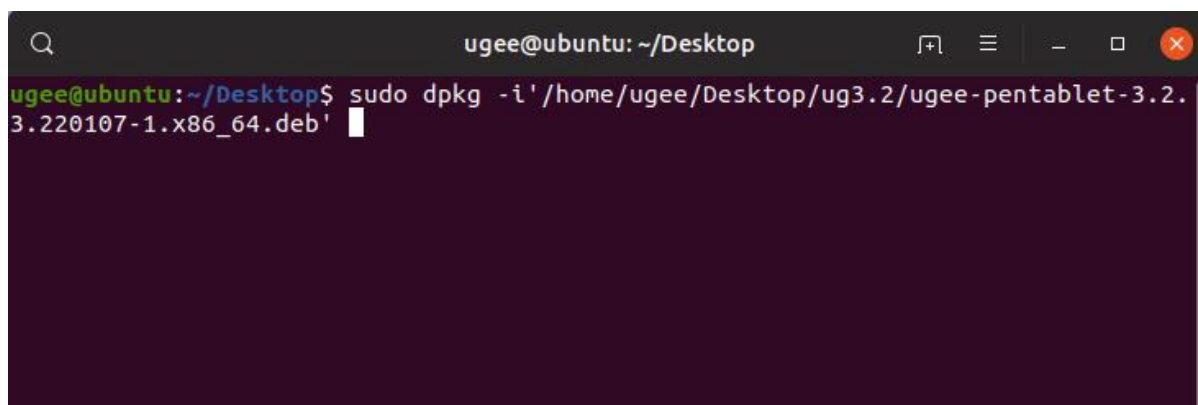 ugee@ubuntu: ~/Desktop
ugee@ubuntu:~/Desktop$ sudo dpkg -i'/home/ugee/Desktop/ug3.2/ugee-pentablet-3.2.
3.220107-1.x86_64.deb'